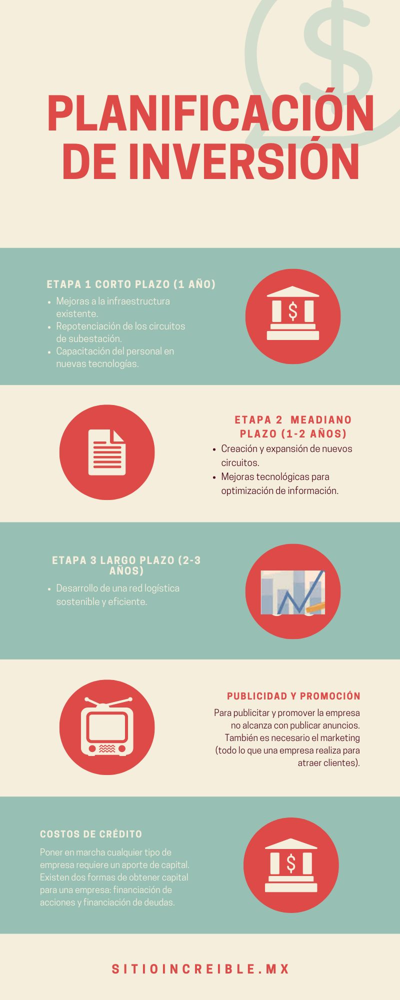 PLANIFICACIÓN
DE INVERSIÓN
ETAPA 1 CORTO PLAZO (1 AÑO)
• Mejoras a la infraestructura
existente.
• Repotenciación de los circuitos
de subestación.
• Capacitación del personal en
nuevas tecnologías.
ETAPA 2 MEADIANO
PLAZO (1-2 AÑOS)
• Creación y expansión de nuevos
circuitos.
• Mejoras tecnológicas para
optimización de información.
ETAPA 3 LARGO PLAZO (2-3
AÑOS)
• Desarrollo de una red logística
sostenible y eficiente.
PUBLICIDAD Y PROMOCIÓN
Para publicitar y promover la empresa
no alcanza con publicar anuncios.
También es necesario el marketing
(todo lo que una empresa realiza para
atraer clientes).
COSTOS DE CRÉDITO
Poner en marcha cualquier tipo de
empresa requiere un aporte de capital.
Existen dos formas de obtener capital
para una empresa: financiación de
acciones y financiación de deudas.
SITIOINCREIBLE.MX